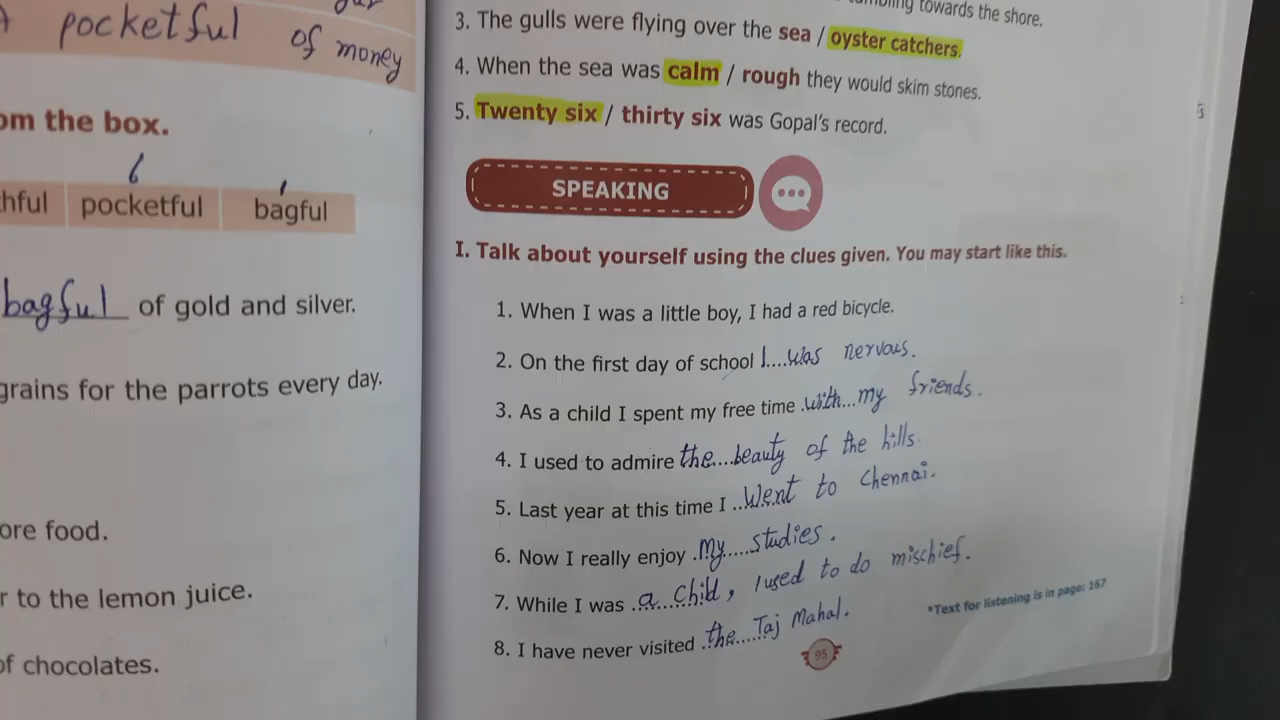 A pocketful of money
om the box.
6
hful pocketful bagful
bagful of gold and silver.
grains for the parrots every day.
ore food.
r to the lemon juice.
of chocolates.
towards the shore.
3. The gulls were flying over the sea / oyster catchers.
4. When the sea was calm / rough they would skim stones.
5. Twenty six / thirty six was Gopal's record.
SPEAKING
I. Talk about yourself using the clues given. You may start like this.
1. When I was a little boy, I had a red bicycle.
2. On the first day of school I....was nervous.
3. As a child I spent my free time .with...my friends.
4. I used to admire the....beauty of the hills.
5. Last year at this time I ..Went to Chennai.
6. Now I really enjoy .my.....studies.
7. While I was .a child, I used to do mischief.
8. I have never visited .the.....Taj Mahal.
*Text for listening is in page: 167
95